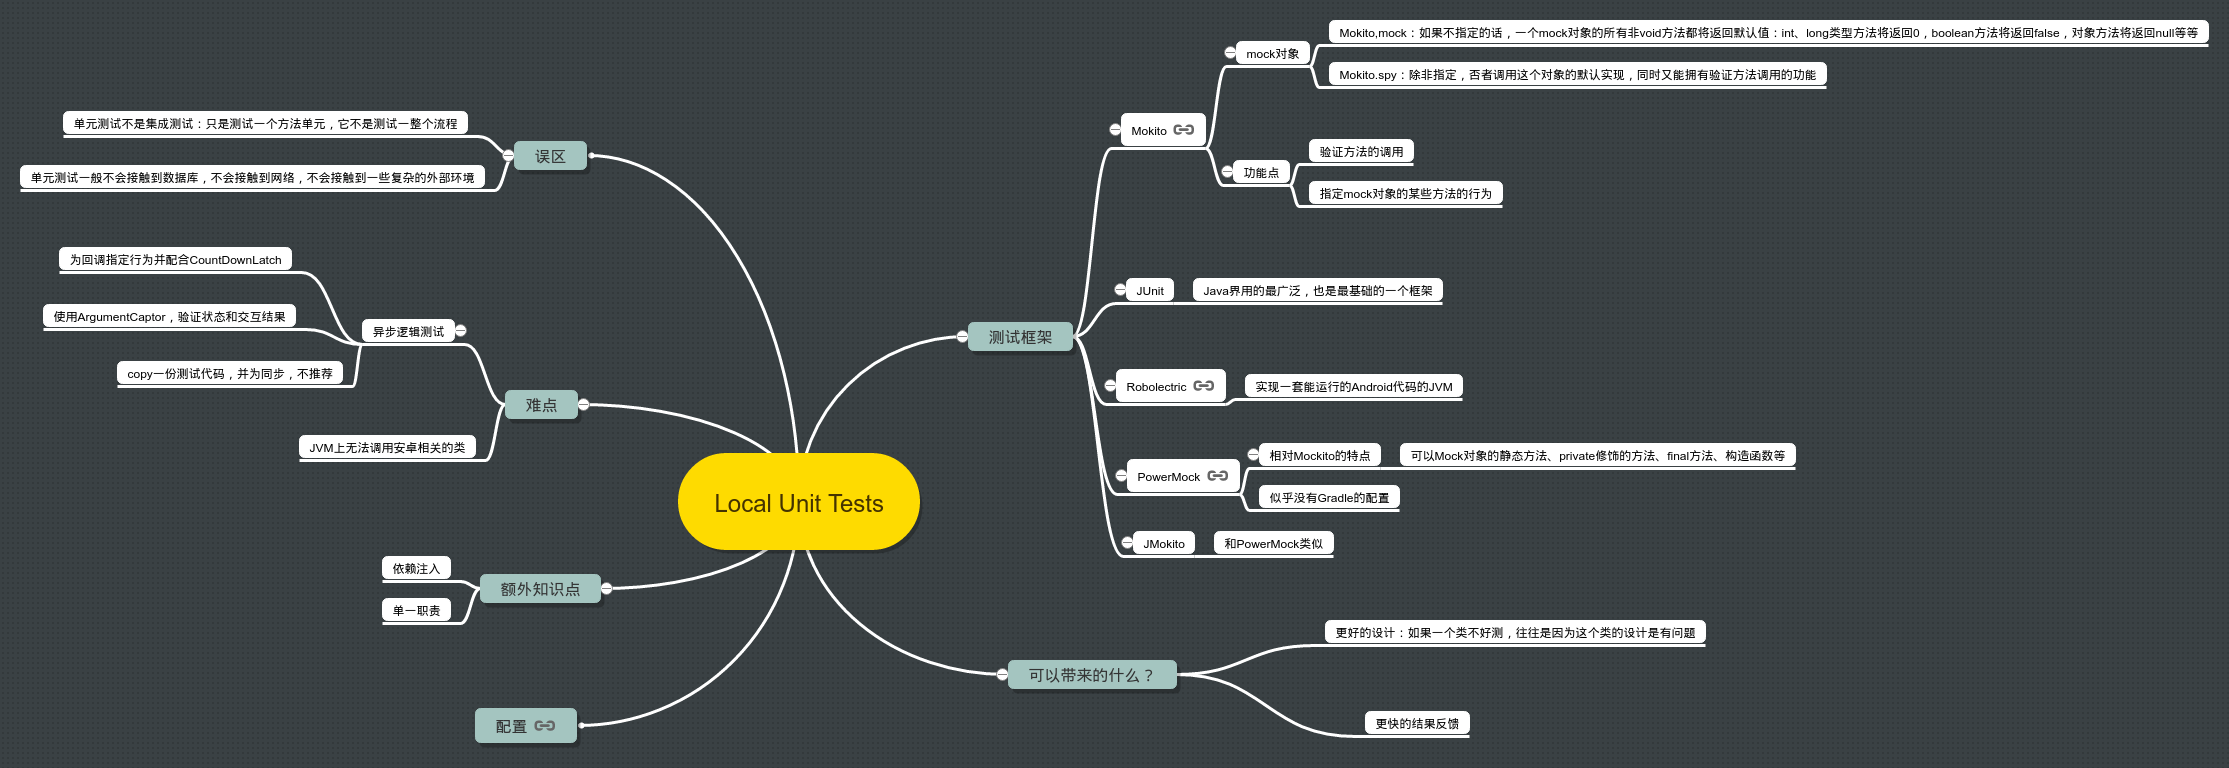 Local Unit Tests
误区
单元测试不是集成测试：只是测试一个方法单元，它不是测试一整个流程
单元测试一般不会接触到数据库，不会接触到网络，不会接触到一些复杂的外部环境
难点
异步逻辑测试
为回调指定行为并配合CountDownLatch
使用ArgumentCaptor，验证状态和交互结果
copy一份测试代码，并为同步，不推荐
JVM上无法调用安卓相关的类
额外知识点
依赖注入
单一职责
配置
测试框架
Mokito
mock对象
Mokito,mock：如果不指定的话，一个mock对象的所有非void方法都将返回默认值：int、long类型方法将返回0，boolean方法将返回false，对象方法将返回null等等
Mokito.spy：除非指定，否者调用这个对象的默认实现，同时又能拥有验证方法调用的功能
功能点
验证方法的调用
指定mock对象的某些方法的行为
JUnit
Java界用的最广泛，也是最基础的一个框架
Robolectric
实现一套能运行的Android代码的JVM
PowerMock
相对Mockito的特点
可以Mock对象的静态方法、private修饰的方法、final方法、构造函数等
似乎没有Gradle的配置
JMokito
和PowerMock类似
可以带来的什么？
更好的设计：如果一个类不好测，往往是因为这个类的设计是有问题
更快的结果反馈